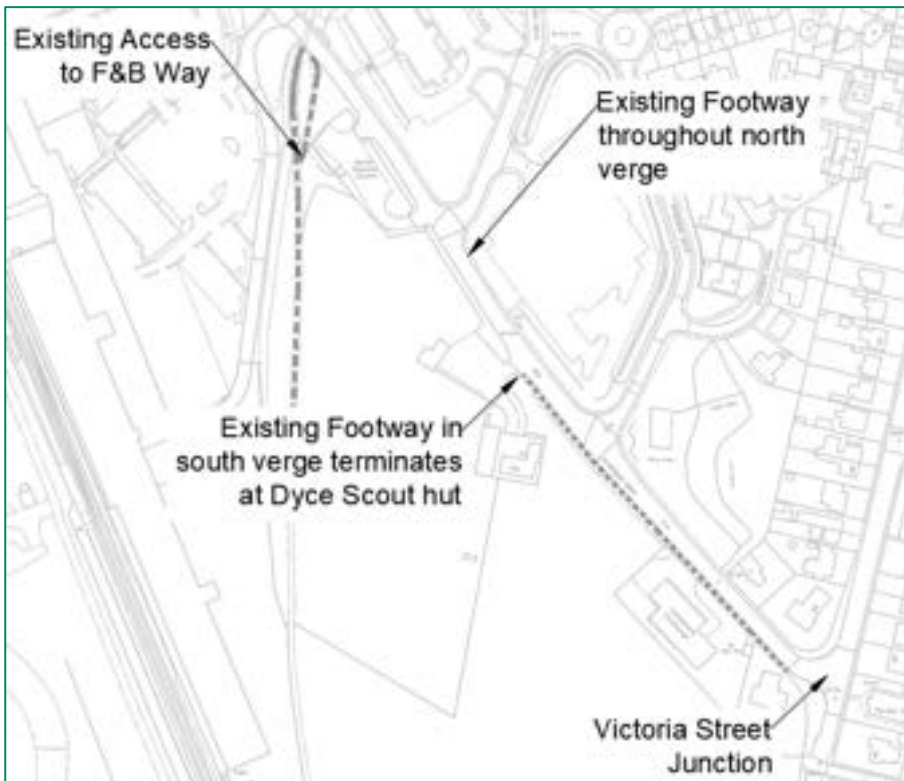 Existing Access
to F&B Way
Existing Footway
throughout north
verge
Existing Footway in
south verge terminates
at Dyce Scout hut
Victoria Street
Junction